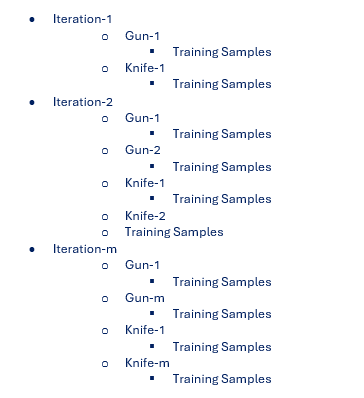 • Iteration-1
o Gun-1
▪ Training Samples
o Knife-1
▪ Training Samples
• Iteration-2
o Gun-1
▪ Training Samples
o Gun-2
▪ Training Samples
o Knife-1
▪ Training Samples
o Knife-2
o Training Samples
• Iteration-m
o Gun-1
▪ Training Samples
o Gun-m
▪ Training Samples
o Knife-1
▪ Training Samples
o Knife-m
▪ Training Samples